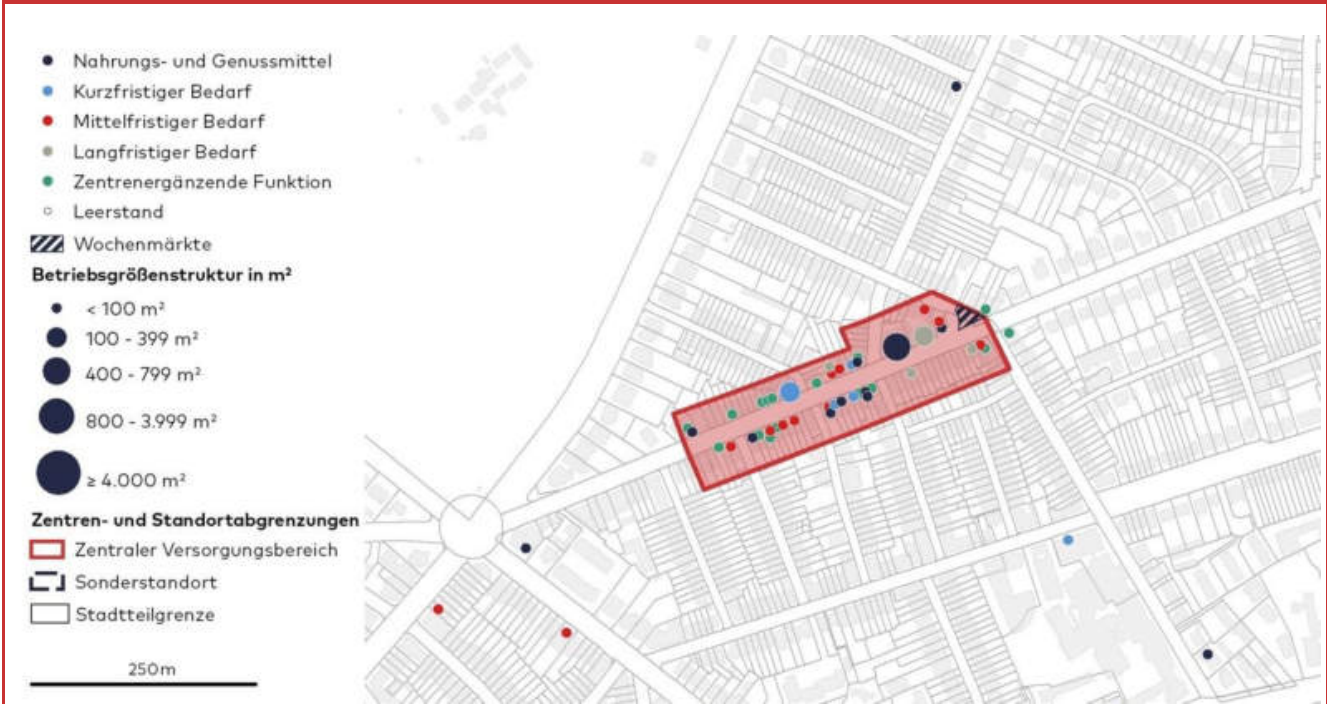 Nahrungs- und Genussmittel
Kurzfristiger Bedarf
Mittelfristiger Bedarf
Langfristiger Bedarf
Zentrenergänzende Funktion
Leerstand
Wochenmärkte
Betriebsgrößenstruktur in m²
< 100 m²
100 - 399 m²
400 - 799 m²
800 - 3.999 m²
≥ 4.000 m²
Zentren- und Standortabgrenzungen
Zentraler Versorgungsbereich
Sonderstandort
Stadtteilgrenze
250m